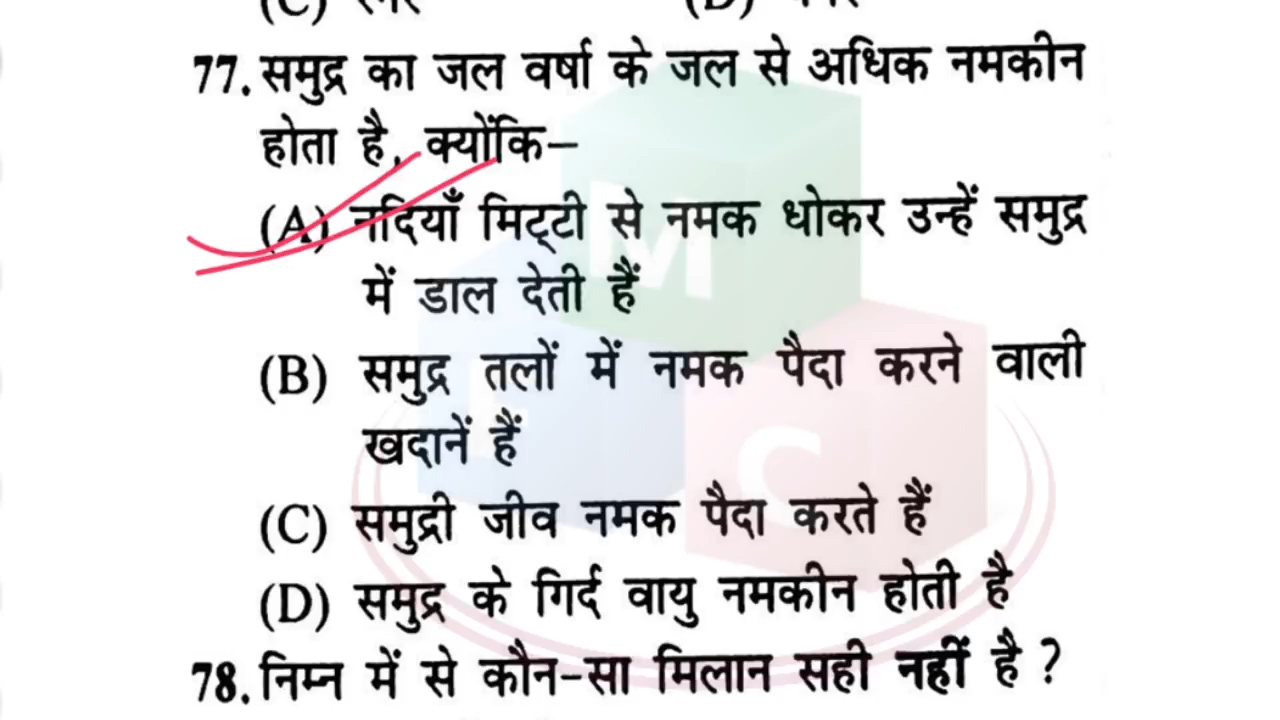 77. समुद्र का जल वर्षा के जल से अधिक नमकीन
होता है, क्योंकि–
(A) नदियाँ मिट्टी से नमक धोकर उन्हें समुद्र
में डाल देती हैं
(B) समुद्र तलों में नमक पैदा करने वाली
खदानें हैं
(C) समुद्री जीव नमक पैदा करते हैं
(D) समुद्र के गिर्द वायु नमकीन होती है
78. निम्न में से कौन-सा मिलान सही नहीं है ?
M
C